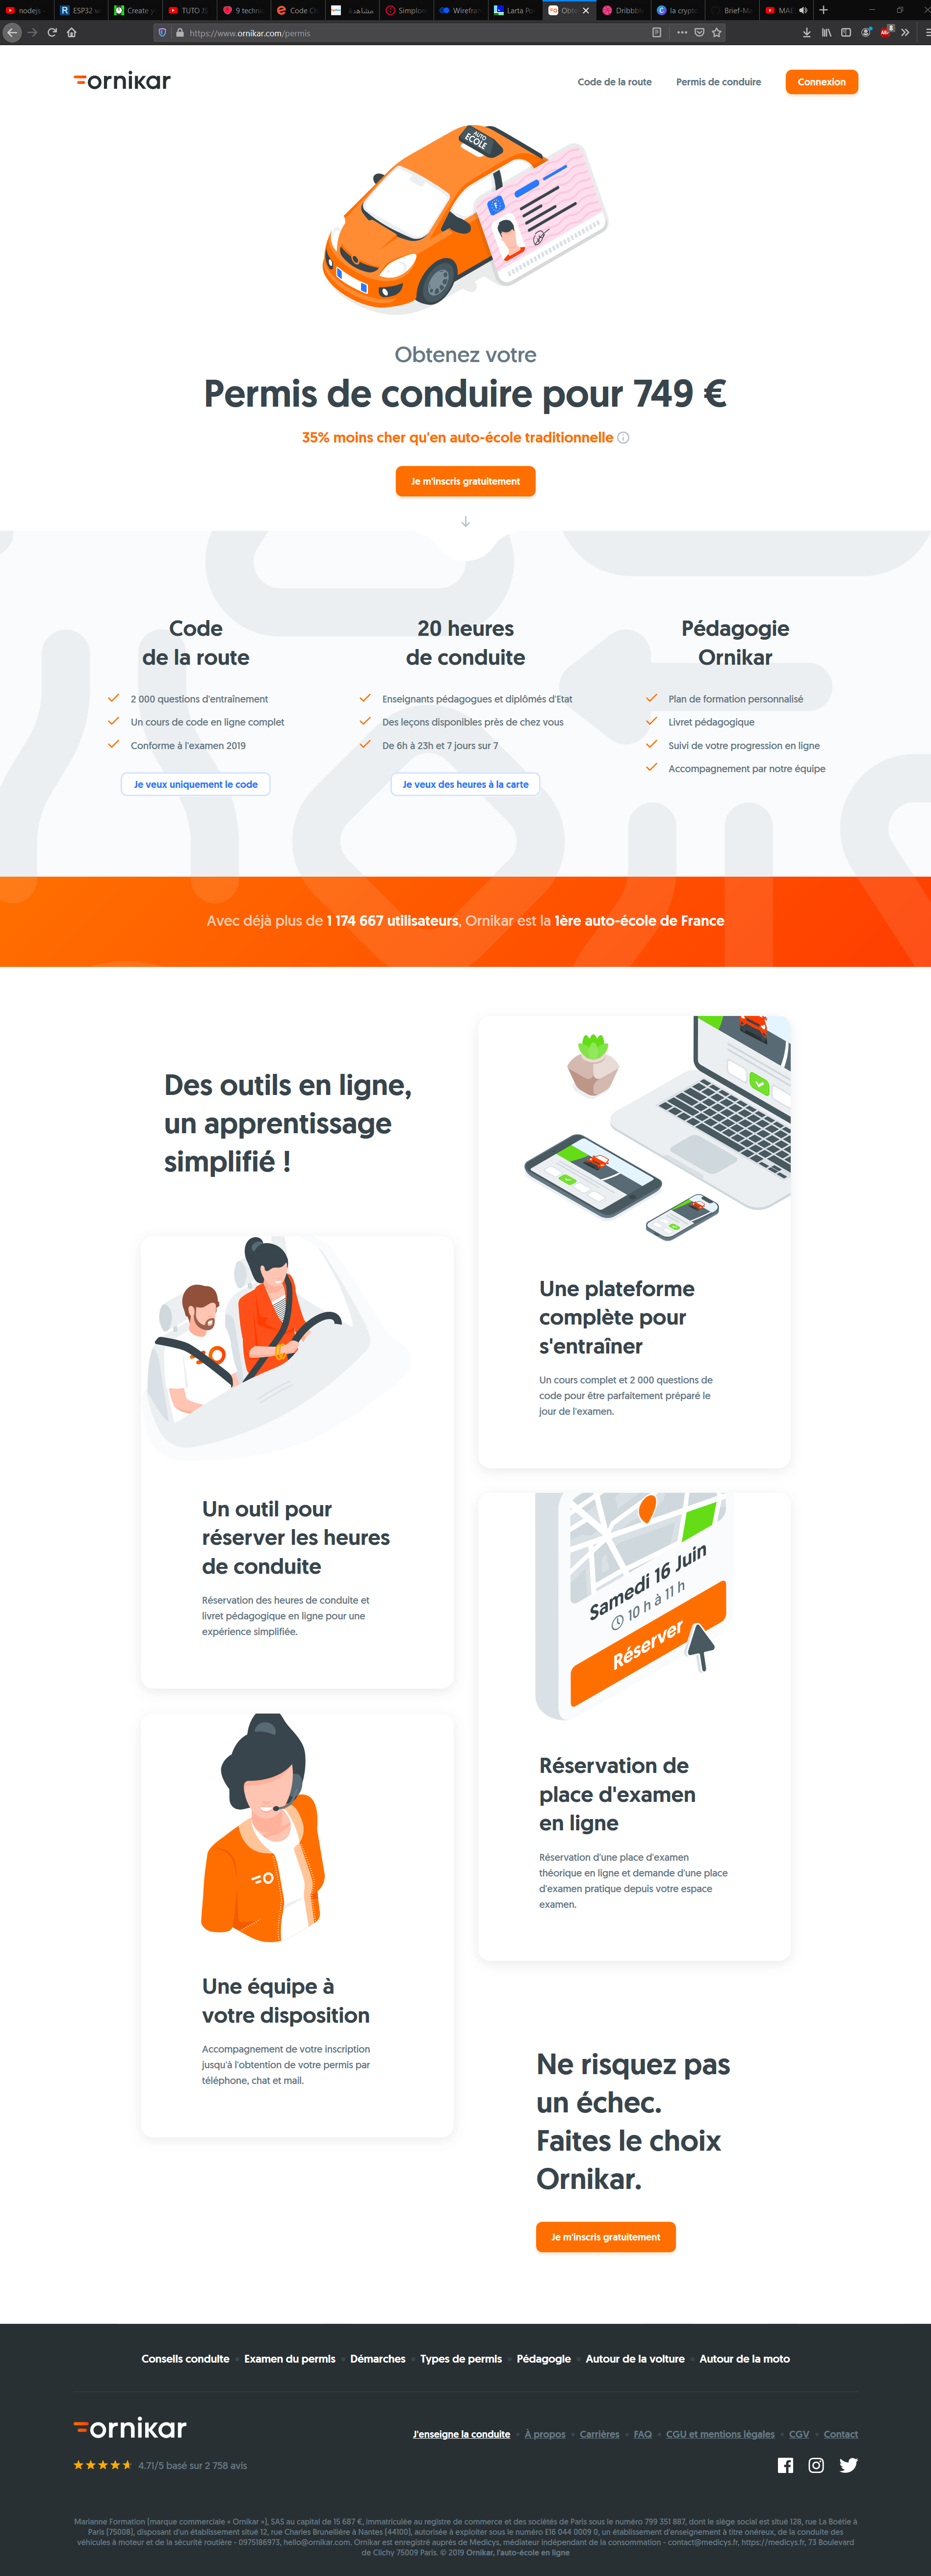 nodejs
ESP32 w
Create y
TUTO JS
9 techni
Code Cl
مشاهدة
Simplon
Wirefram
Larta Po
Obte
Dribbbl
la crypt
Brief-Ma
MAE
https://www.ornikar.com/permis
ornikar
Code de la route
Permis de conduire
Connexion
AUTO
ECOLE
Obtenez votre
Permis de conduire pour 749 €
35% moins cher qu'en auto-école traditionnelle
Je m'inscris gratuitement
Code
de la route
2 000 questions d'entraînement
Un cours de code en ligne complet
Conforme à l'examen 2019
Je veux uniquement le code
20 heures
de conduite
Enseignants pédagogues et diplômés d'Etat
Des leçons disponibles près de chez vous
De 6h à 23h et 7 jours sur 7
Je veux des heures à la carte
Pédagogie
Ornikar
Plan de formation personnalisé
Livret pédagogique
Suivi de votre progression en ligne
Accompagnement par notre équipe
Avec déjà plus de 1 174 667 utilisateurs, Ornikar est la 1ère auto-école de France
Des outils en ligne,
un apprentissage
simplifié !
Une plateforme
complète pour
s'entraîner
Un cours complet et 2 000 questions de
code pour être parfaitement préparé le
jour de l'examen.
Un outil pour
réserver les heures
de conduite
Réservation des heures de conduite et
livret pédagogique en ligne pour une
expérience simplifiée.
Samedi 16 Juin
10 h à 11 h
Réserver
Réservation de
place d'examen
en ligne
Réservation d'une place d'examen
théorique en ligne et demande d'une place
d'examen pratique depuis votre espace
examen.
Une équipe à
votre disposition
Accompagnement de votre inscription
jusqu'à l'obtention de votre permis par
téléphone, chat et mail.
Ne risquez pas
un échec.
Faites le choix
Ornikar.
Je m'inscris gratuitement
Conseils conduite • Examen du permis • Démarches • Types de permis • Pédagogie • Autour de la voiture • Autour de la moto
ornikar
J'enseigne la conduite • À propos • Carrières • FAQ • CGU et mentions légales • CGV • Contact
4.71/5 basé sur 2 758 avis
Marianne Formation (marque commerciale « Ornikar »), SAS au capital de 15 687 €, immatriculée au registre de commerce et des sociétés de Paris sous le numéro 799 351 887, dont le siège social est situé 128, rue La Boétie à
Paris (75008), disposant d'un établissement situé 12, rue Charles Brunellière à Nantes (44100), autorisée à exploiter sous le numéro E16 044 0009 0, un établissement d'enseignement à titre onéreux, de la conduite des
véhicules à moteur et de la sécurité routière - 0975186973, hello@ornikar.com. Ornikar est enregistré auprès de Medicys, médiateur indépendant de la consommation - contact@medicys.fr, https://medicys.fr, 73 Boulevard
de Clichy 75009 Paris. © 2019 Ornikar, l'auto-école en ligne